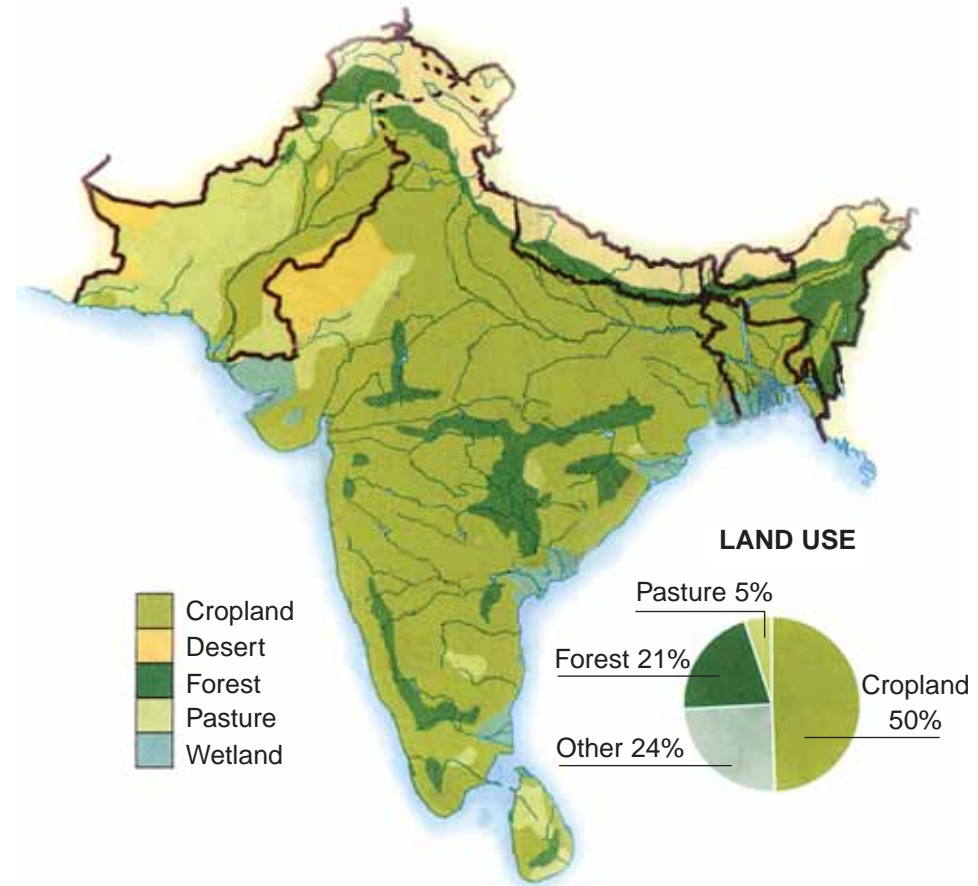 LAND USE
Pasture 5%
Forest 21%
Cropland
50%
Other 24%
Cropland
Desert
Forest
Pasture
Wetland